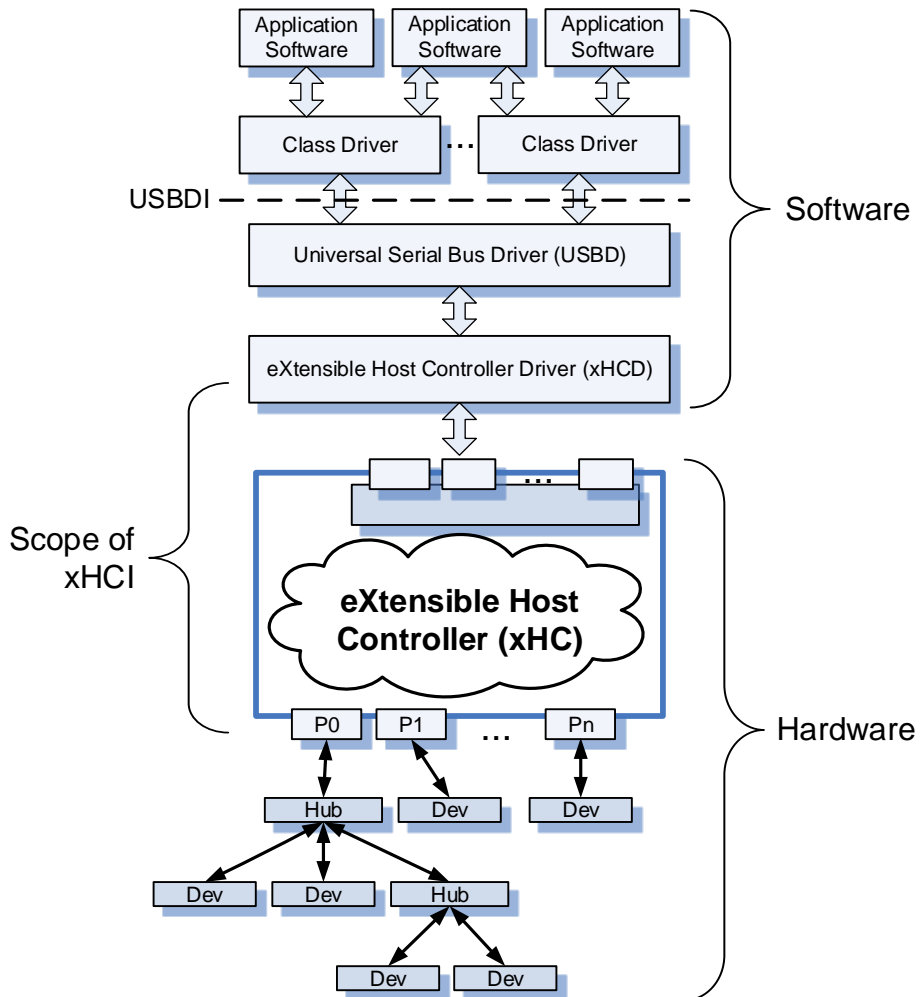 Application
Software
Application
Software
Application
Software
Class Driver
...
Class Driver
USBDI
Software
Universal Serial Bus Driver (USBD)
eXtensible Host Controller Driver (xHCD)
...
Scope of
xHCI
eXtensible Host
Controller (xHC)
P0
P1
...
Pn
Hardware
Hub
Dev
Dev
Dev
Dev
Hub
Dev
Dev